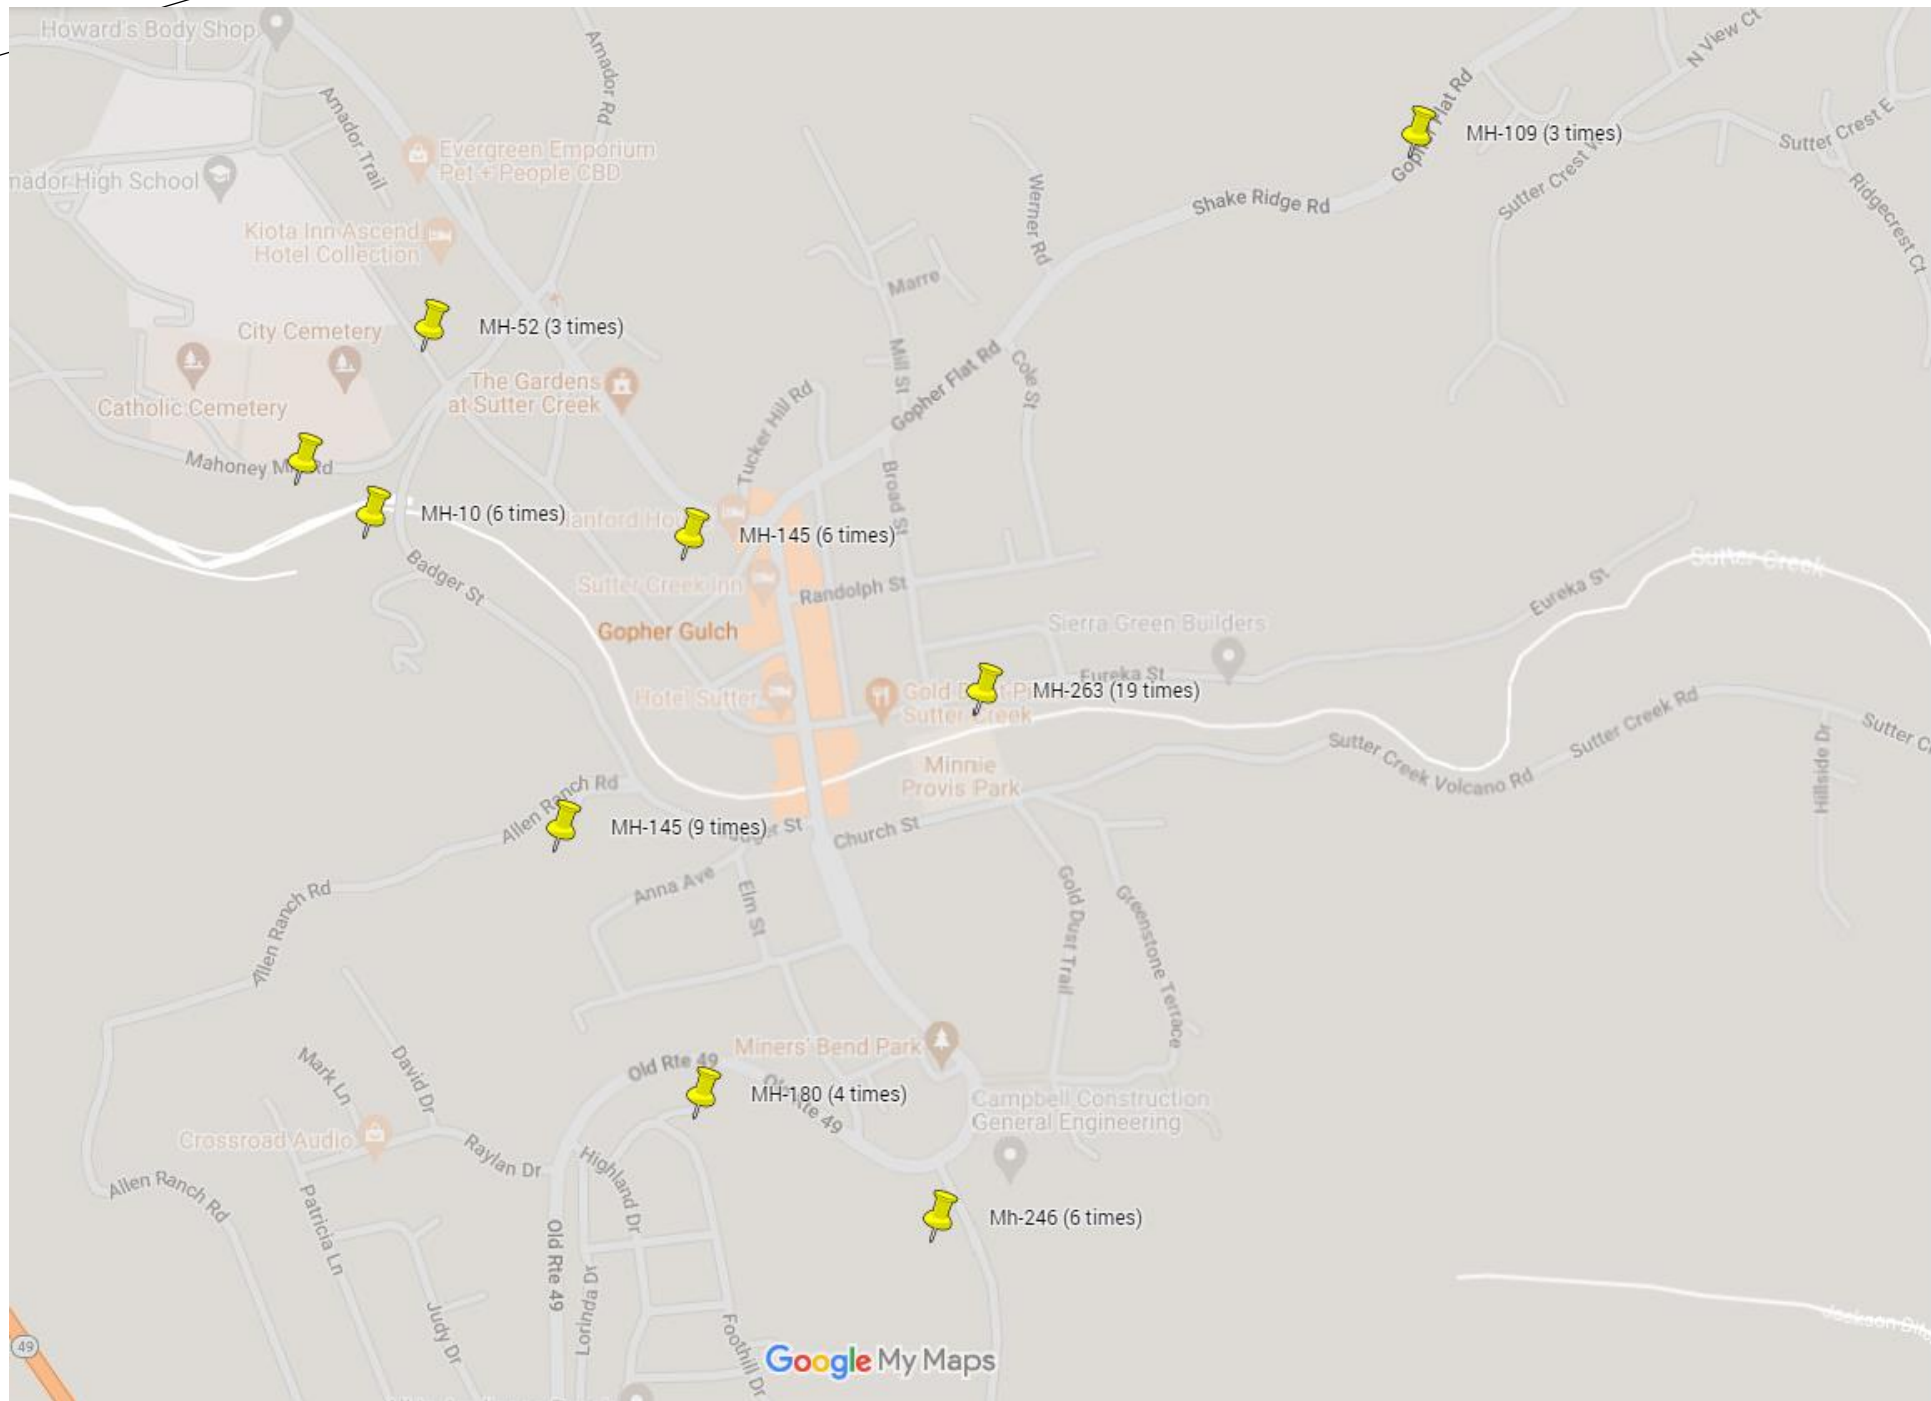 Howard's Body Shop
Amador Rd
N View Ct
Amador Trail
Evergreen Emporium
Pet + People CBD
MH-109 (3 times)
Sutter Crest E
Sutter Crest W
Ridgecrest Ct
nador High School
Shake Ridge Rd
Werner Rd
Kiota Inn Ascend
Hotel Collection
Marre
City Cemetery
MH-52 (3 times)
Mill St
Gopher Flat Rd
Cole St
The Gardens
at Sutter Creek
Catholic Cemetery
Tucker Hill Rd
Mahoney M Rd
Broad St
MH-10 (6 times)
MH-145 (6 times)
Badger St
Sutter Creek Inn
Randolph St
Eureka St
Sutter Creek
Gopher Gulch
Sierra Green Builders
Eureka St
Hotel Sutter
MH-263 (19 times)
Sutter Creek
Sutter Creek Rd
Sutter Creek Volcano Rd
Hillside Dr
Minnie
Provis Park
Allen Ranch Rd
MH-145 (9 times)
Church St
Anna Ave
Elm St
Gold Dust Trail
Greenstone Terrace
Allen Ranch Rd
Mark Ln
David Dr
Old Rte 49
Miners' Bend Park
MH-180 (4 times)
Old Rte 49
Campbell Construction
General Engineering
Crossroad Audio
Raylan Dr
Highland Dr
Allen Ranch Rd
Patricia Ln
Mh-246 (6 times)
Old Rte 49
Lorinda Dr
Judy Dr
Foothill Dr
49
Google My Maps